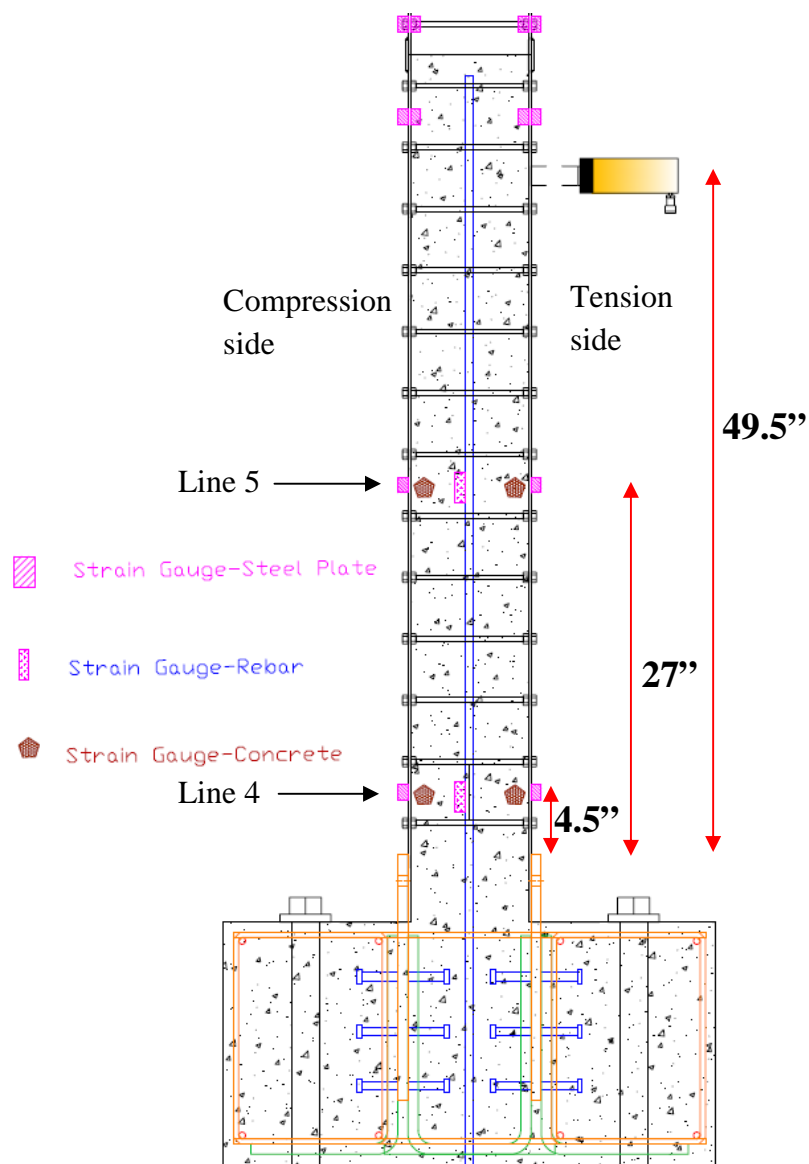 Compression
side
Tension
side
49.5”
Line 5
Strain Gauge-Steel Plate
27”
Strain Gauge-Rebar
Strain Gauge-Concrete
Line 4
4.5”